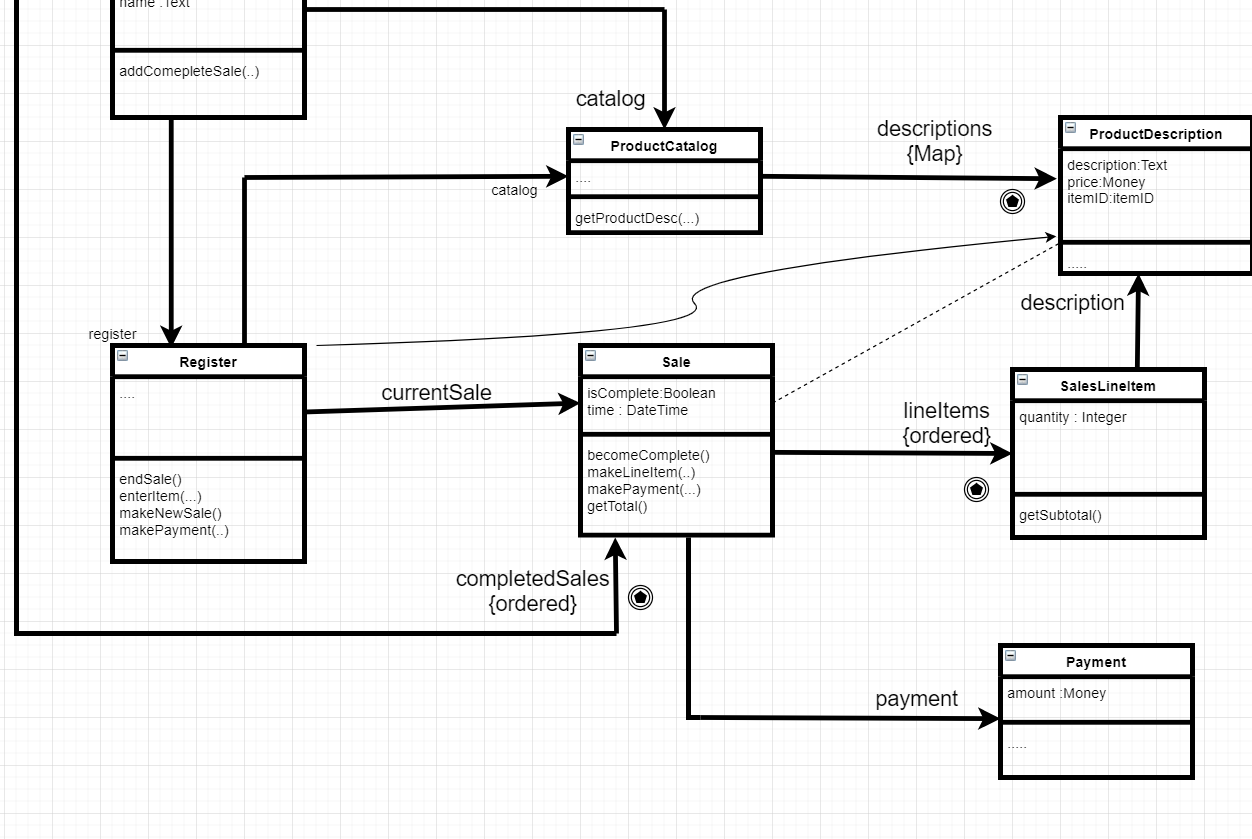 name :Text
addComepleteSale(..)
catalog
ProductCatalog
....
getProductDesc(...)
catalog
descriptions
{Map}
ProductDescription
description:Text
price:Money
itemID:itemID
.....
description
register
Register
....
endSale()
enterItem(...)
makeNewSale()
makePayment(..)
currentSale
Sale
isComplete:Boolean
time : DateTime
becomeComplete()
makeLineItem(..)
makePayment(...)
getTotal()
lineItems
{ordered}
SalesLineItem
quantity : Integer
getSubtotal()
completedSales
{ordered}
payment
Payment
amount :Money
.....